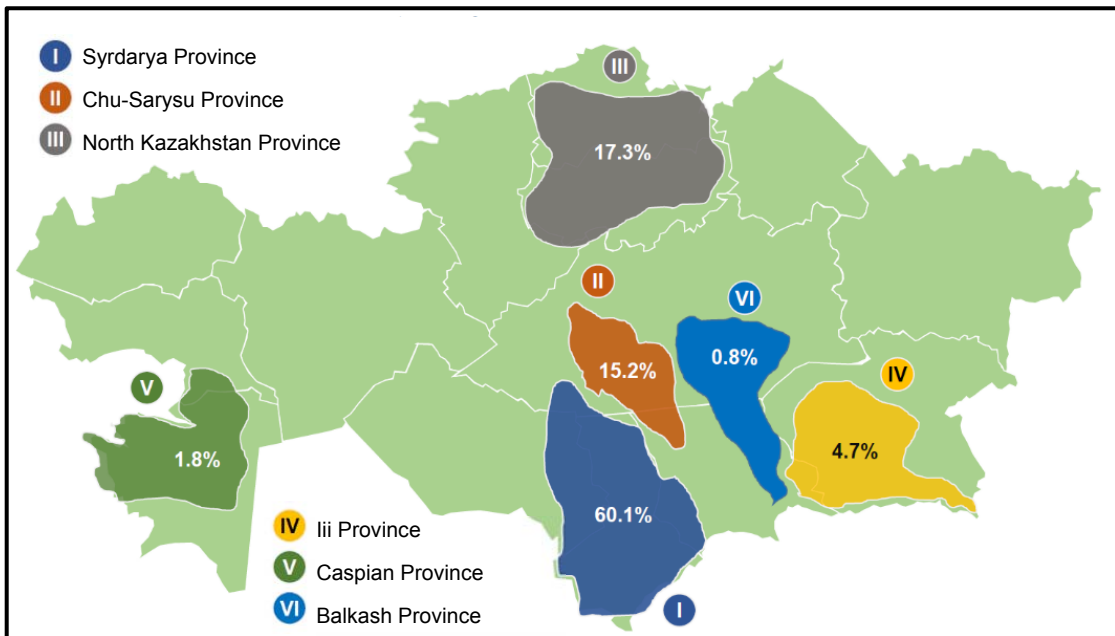 I Syrdarya Province
II Chu-Sarysu Province
III North Kazakhstan Province
III
17.3%
II
VI
0.8%
15.2%
IV
V
4.7%
1.8%
60.1%
IV Iii Province
V Caspian Province
VI Balkash Province
I